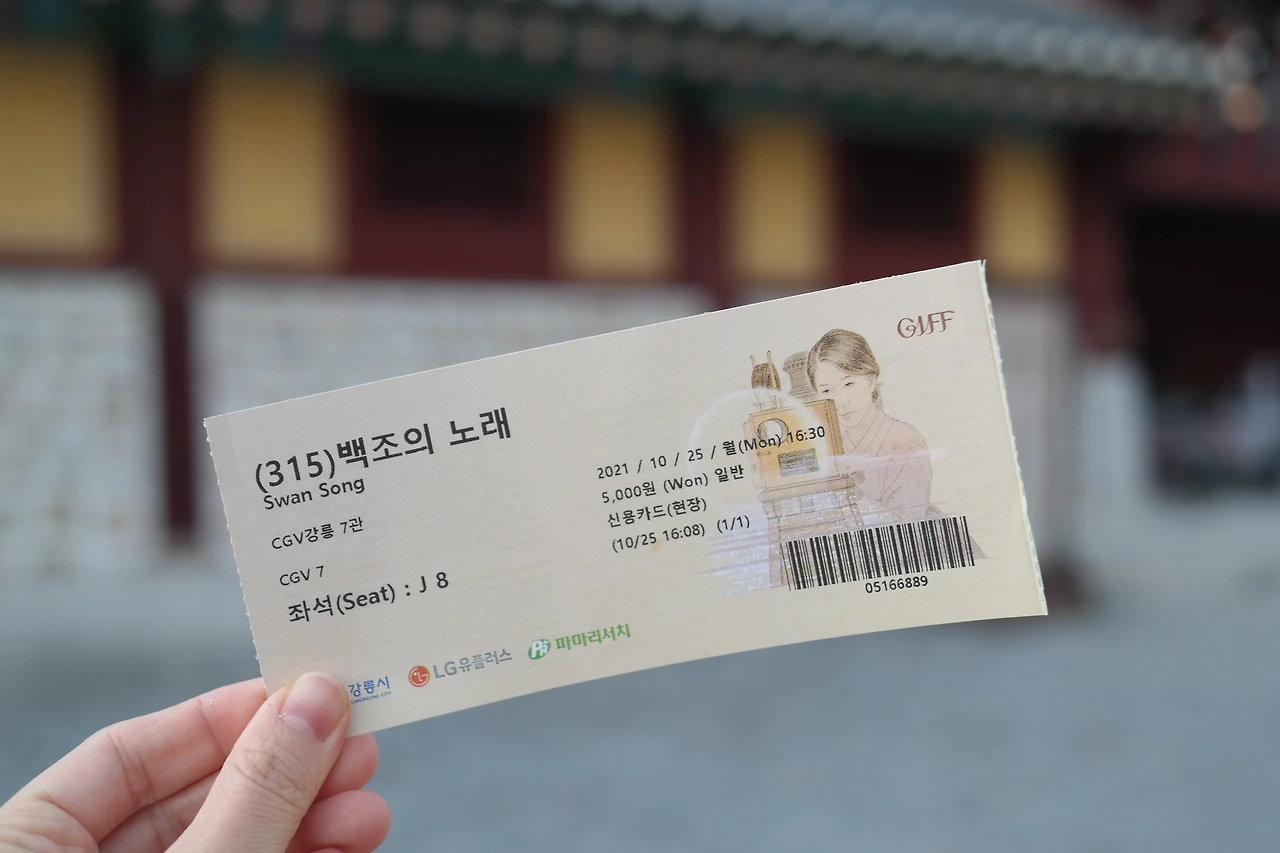 (315)백조의 노래
Swan Song
CGV강릉 7관
CGV 7
좌석(Seat) : J 8
2021 / 10 / 25 / 월(Mon) 16:30
5,000원 (Won) 일반
신용카드(현장)
(10/25 16:08) (1/1)
GIFF
05166889
강릉시
GANGNEUNG CITY
LG유플러스
파마리서치